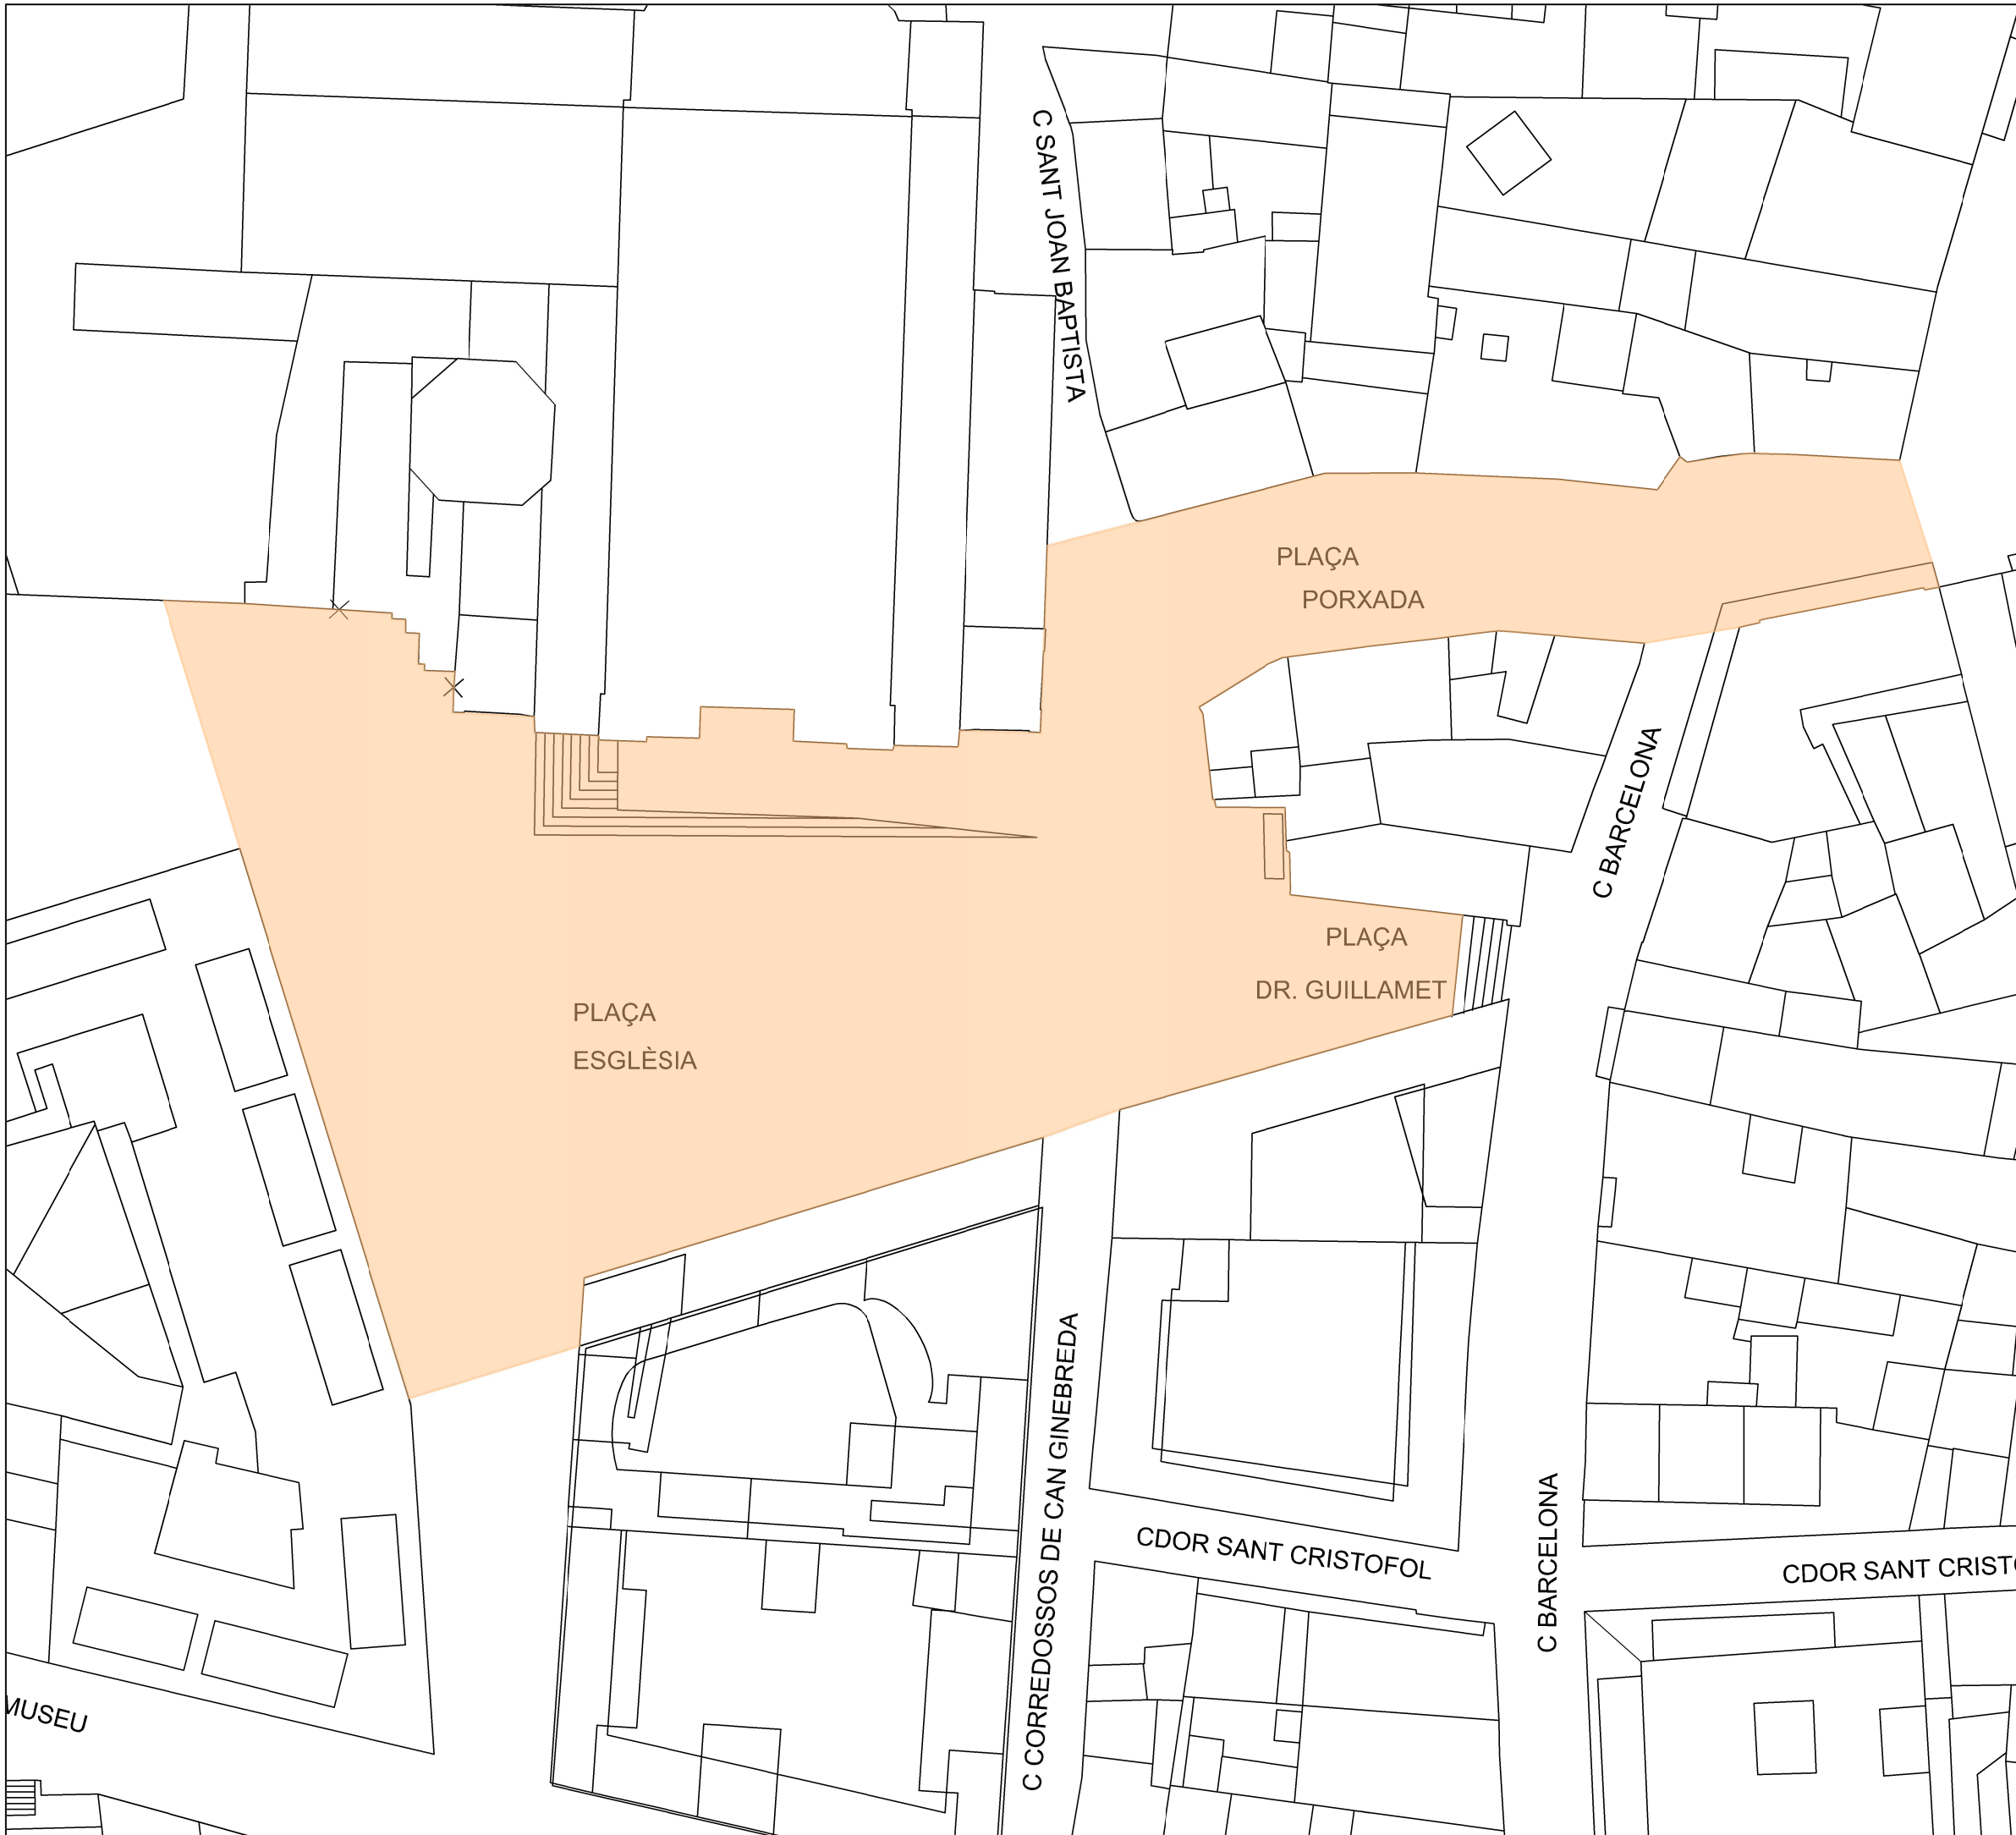 C SANT JOAN BAPTISTA
PLAÇA
PORXADA
C BARCELONA
PLAÇA
DR. GUILLAMET
PLAÇA
ESGLÈSIA
C CORREDOSSOS DE CAN GINEBREDA
CDOR SANT CRISTOFOL
C BARCELONA
CDOR SANT CRISTO
MUSEU